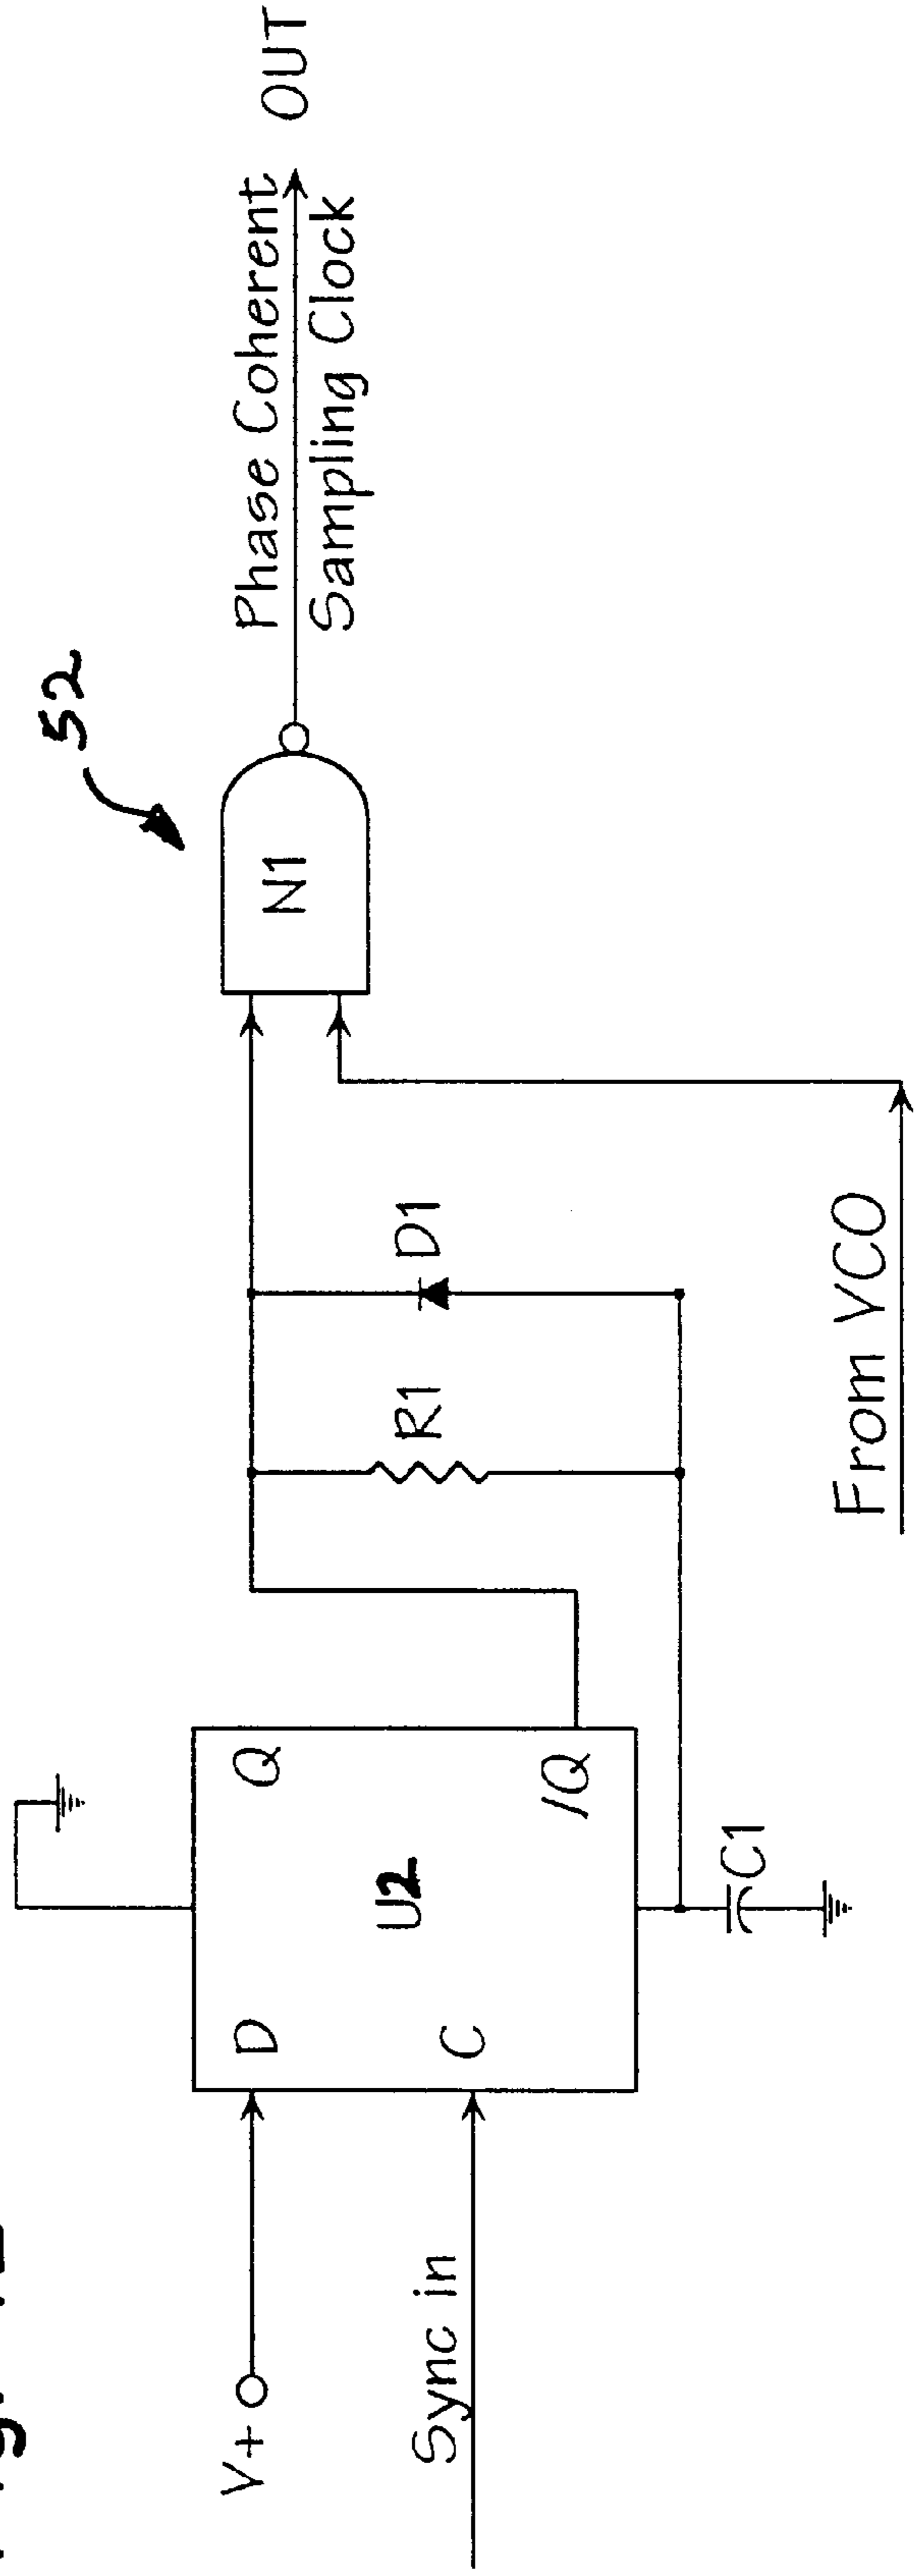 52
Phase Coherent
Sampling Clock
OUT
N1
V+
D
Q
U2
C
/Q
Sync in
R1
D1
C1
From VCO